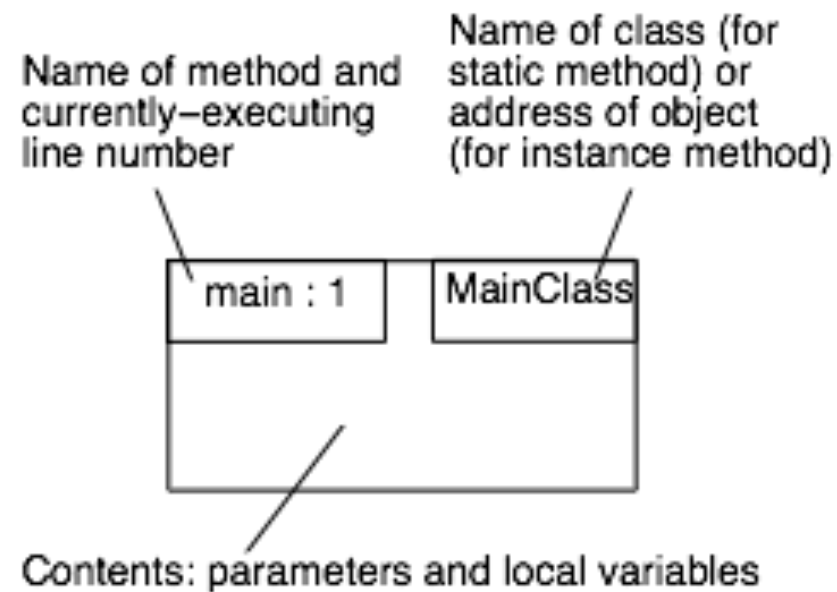 Name of class (for
static method) or
address of object
(for instance method)
Name of method and
currently–executing
line number
main : 1
MainClass
Contents: parameters and local variables